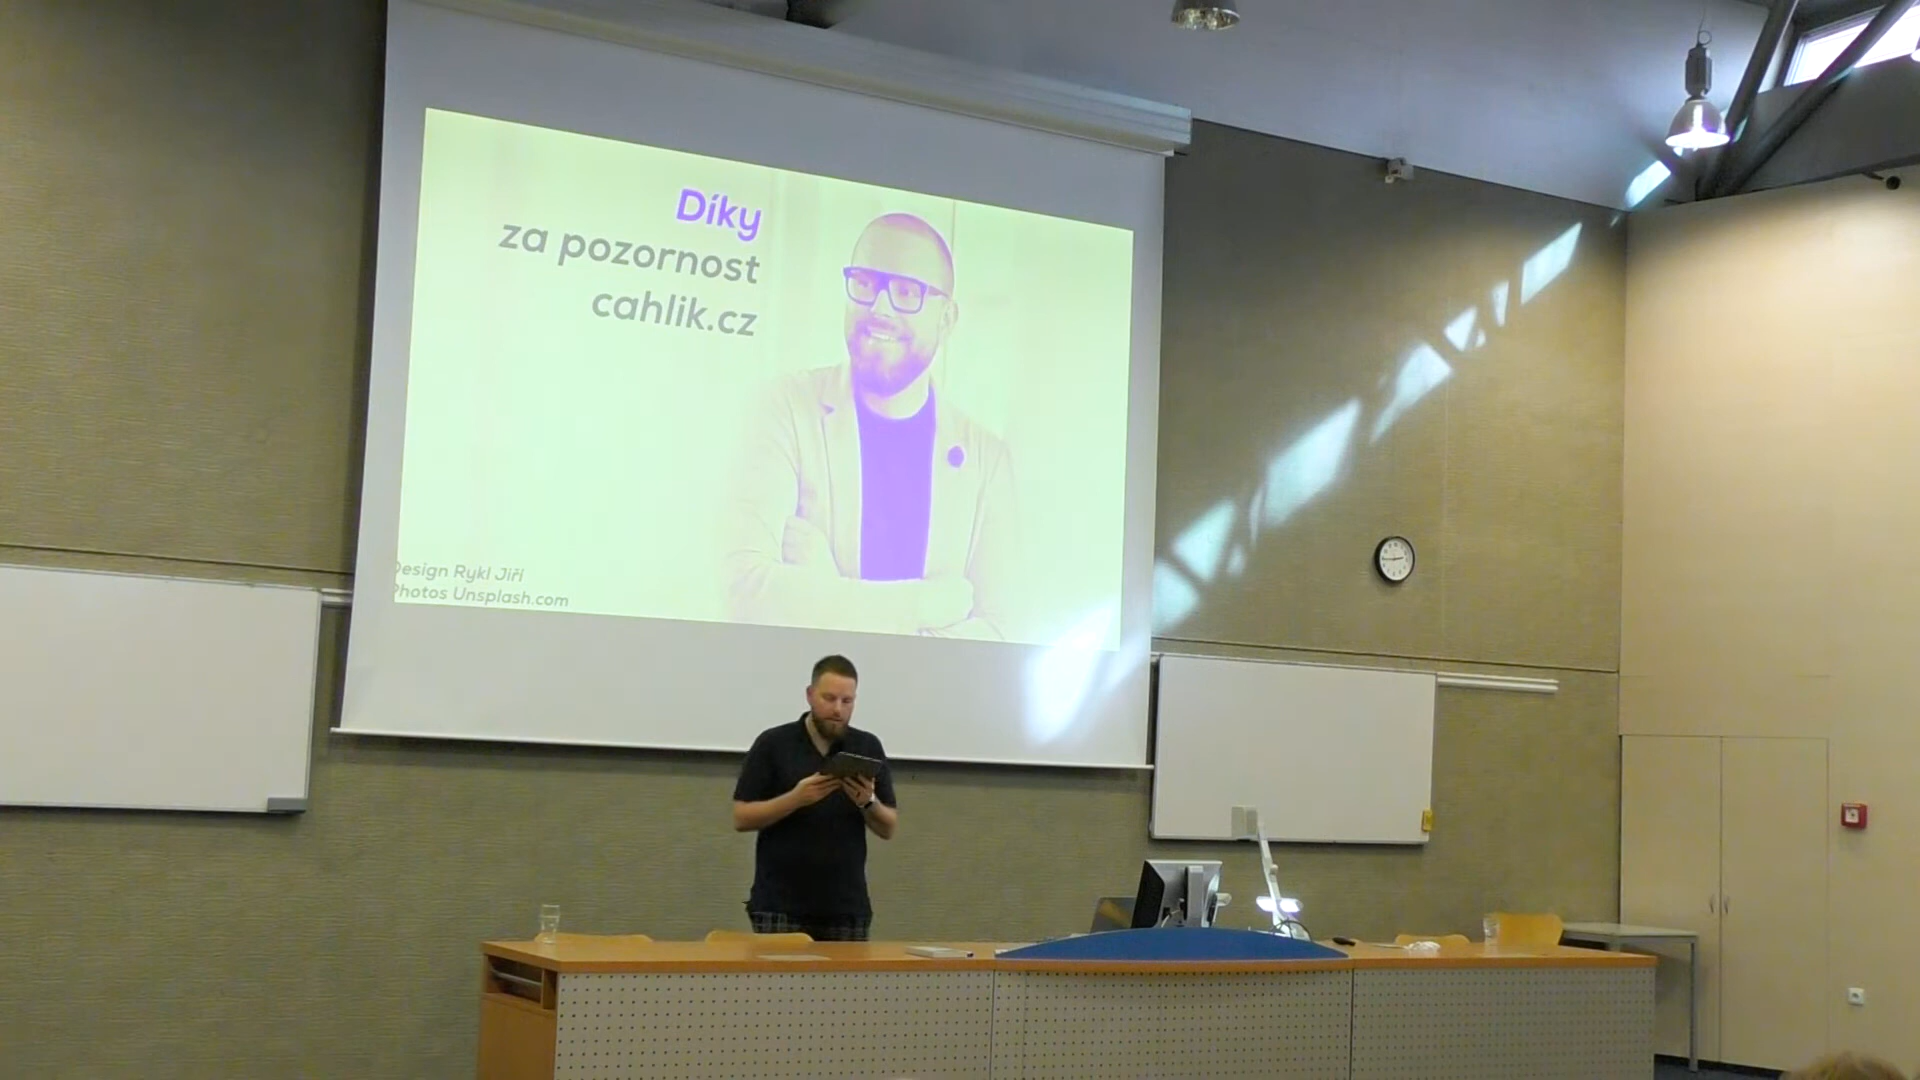 Díky
za pozornost
cahlik.cz
Design Rykl Jiří
Photos Unsplash.com